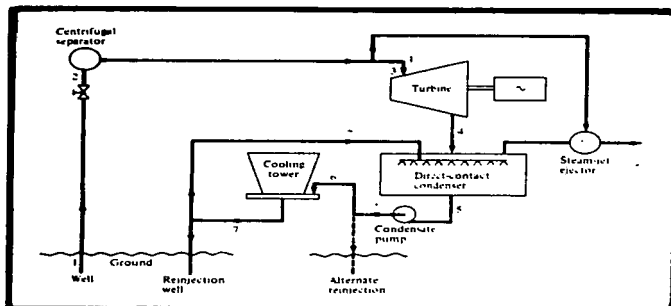 Centrifugal
separator
1
3
Turbine
~
2
4
Cooling
tower
6
Direct-contact
condenser
Steam-jet
ejector
7
5
Condensate
pump
Ground
1
Well
Reinjection
well
Alternate
reinjection